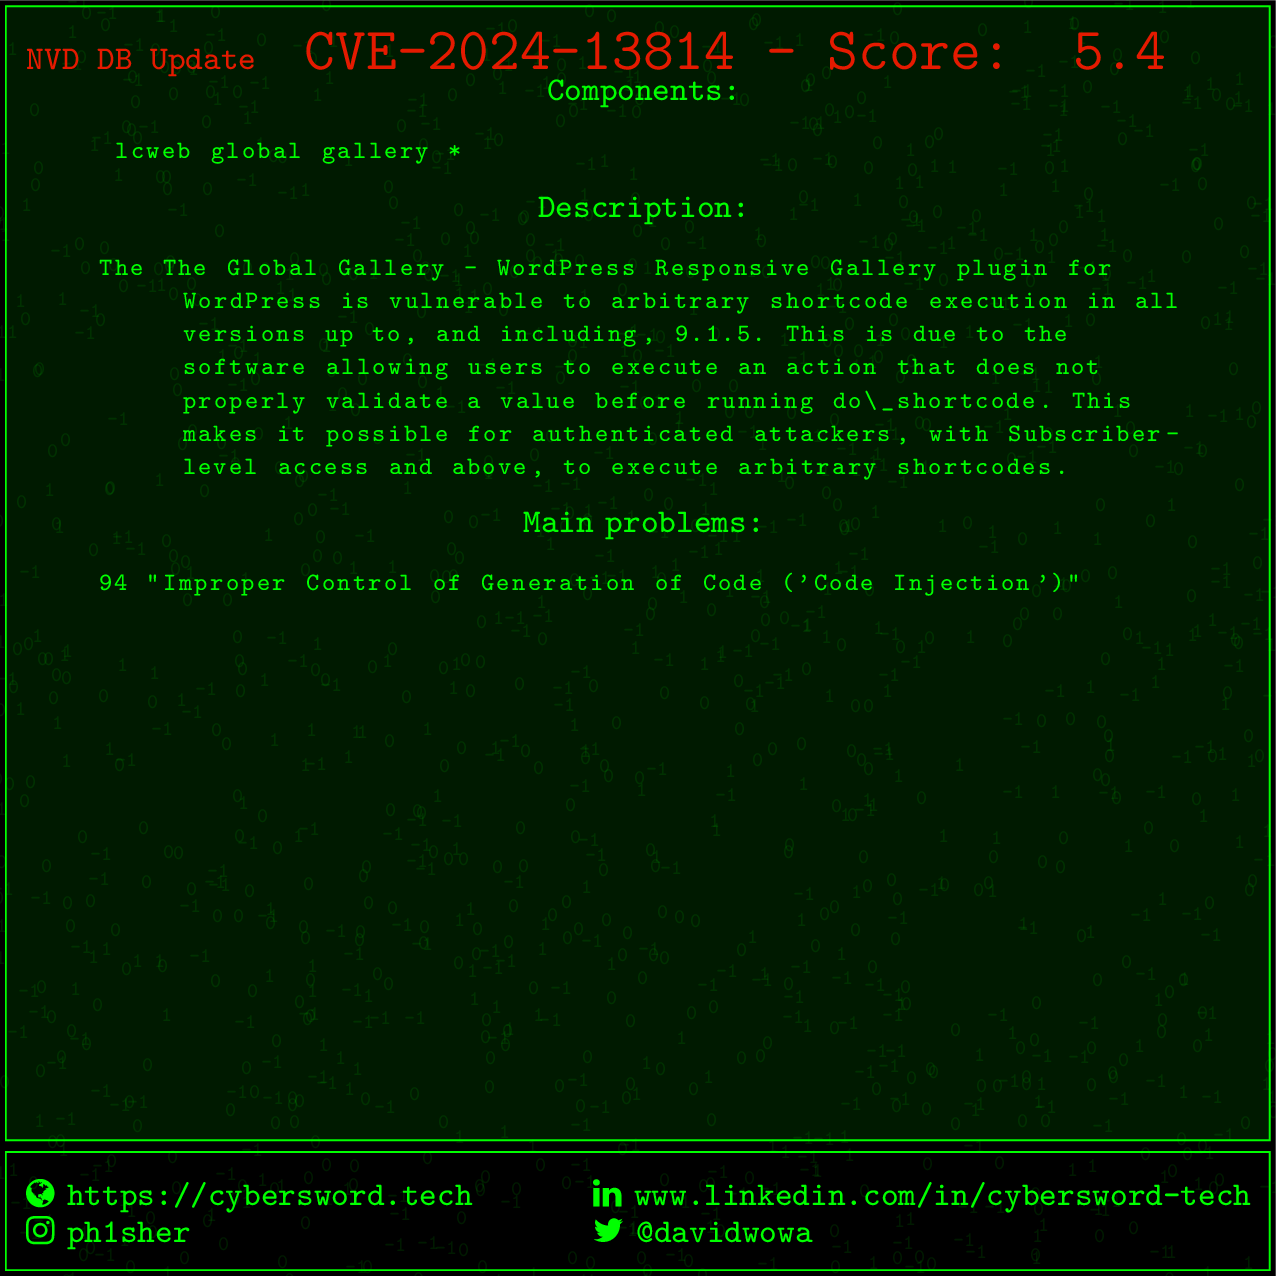 NVD DB Update CVE-2024-13814 - Score: 5.4
Components:
lcweb global gallery *
Description:
The The Global Gallery - WordPress Responsive Gallery plugin for
WordPress is vulnerable to arbitrary shortcode execution in all
versions up to, and including, 9.1.5. This is due to the
software allowing users to execute an action that does not
properly validate a value before running do\_shortcode. This
makes it possible for authenticated attackers, with Subscriber-
level access and above, to execute arbitrary shortcodes.
Main problems:
94 "Improper Control of Generation of Code ('Code Injection')"
https://cybersword.tech www.linkedin.com/in/cybersword-tech
ph1sher @davidwowa